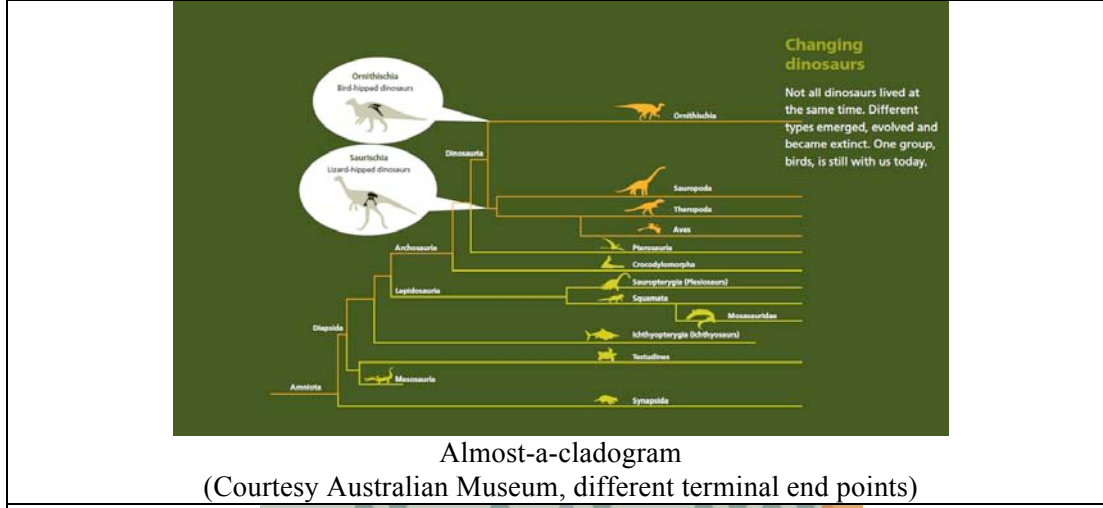 Changing
dinosaurs
Not all dinosaurs lived at
the same time. Different
types emerged, evolved and
became extinct. One group,
birds, is still with us today.
Ornithischia
Bird-hipped dinosaurs
Ornithischia
Dinosauria
Saurischia
Lizard-hipped dinosaurs
Sauropoda
Theropoda
Aves
Archosauria
Pterosauria
Crocodylomorpha
Sauropterygia (Plesiosaurs)
Lepidosauria
Squamata
Mosasauridae
Diapsida
Ichthyopterygia (Ichthyosaurs)
Testudines
Mesosauria
Amniota
Synapsida
Almost-a-cladogram
(Courtesy Australian Museum, different terminal end points)